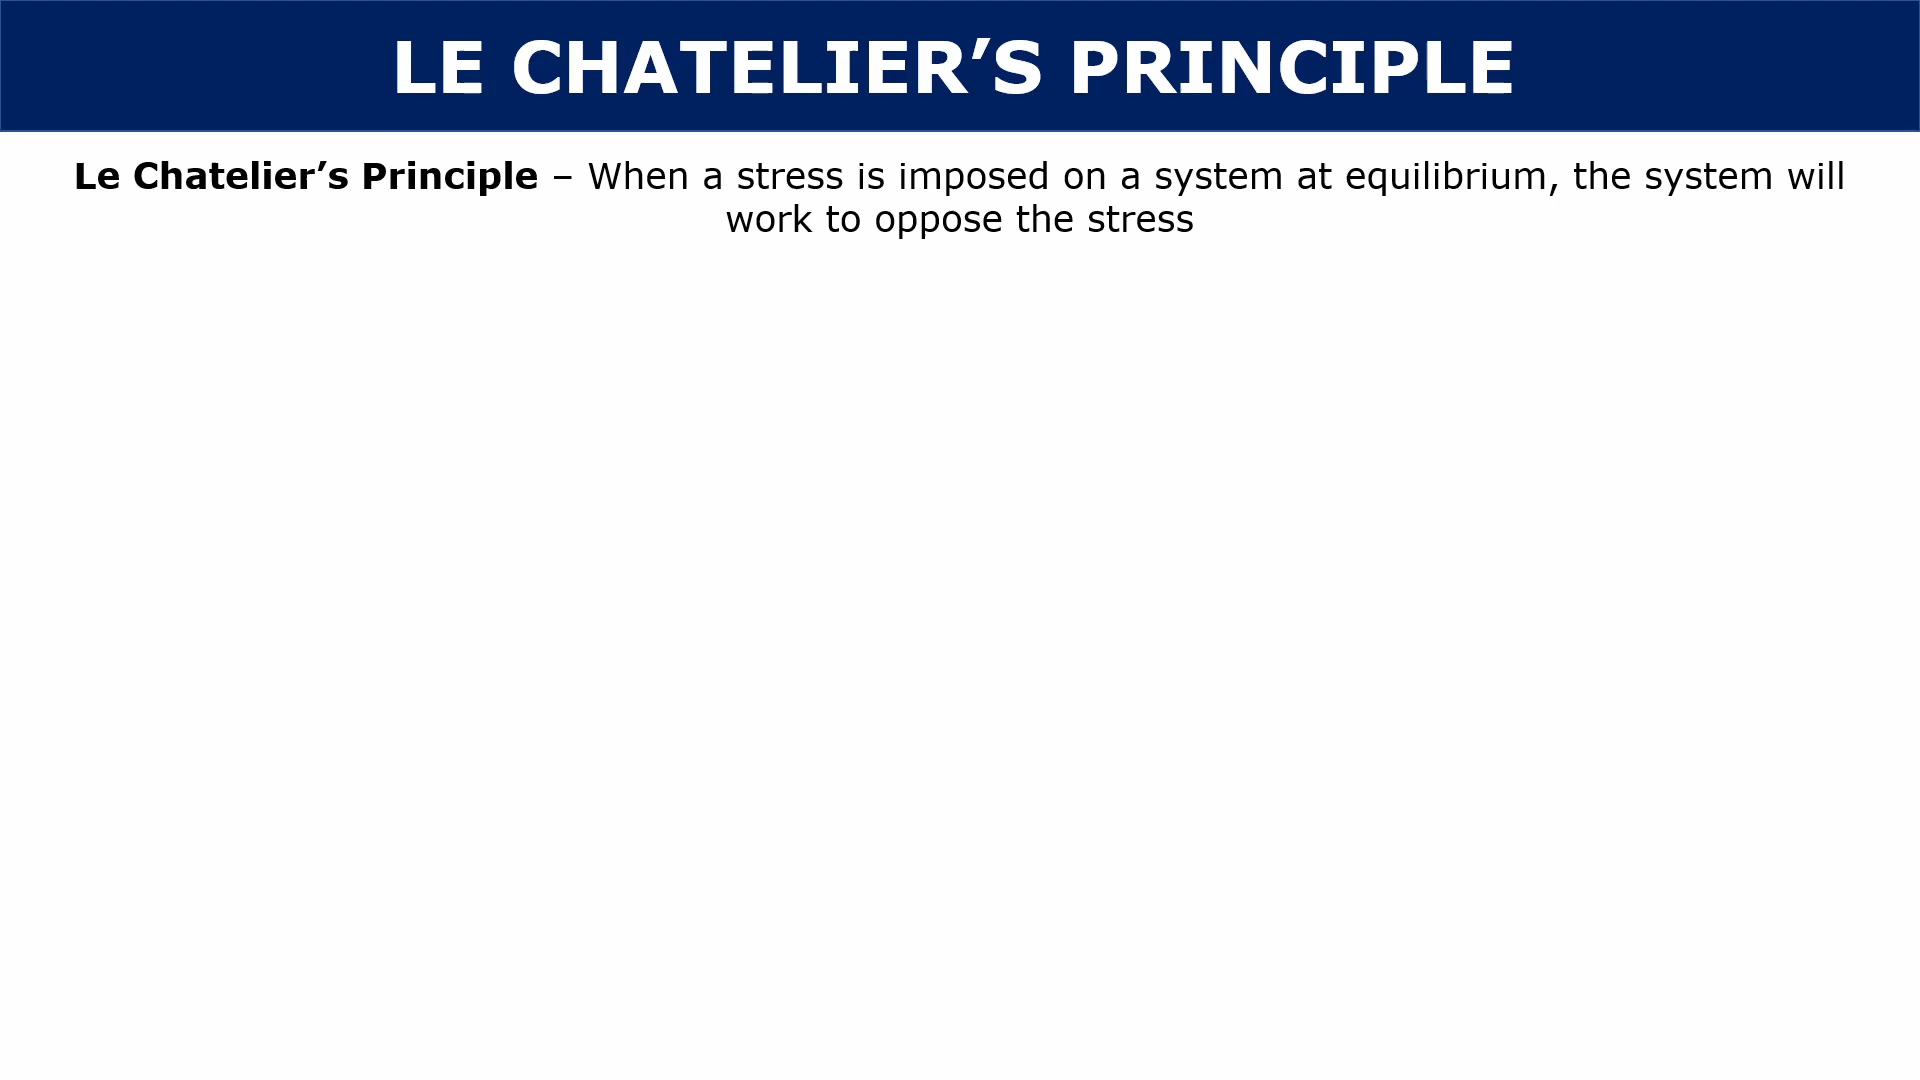 LE CHATELIER’S PRINCIPLE
Le Chatelier’s Principle – When a stress is imposed on a system at equilibrium, the system will
work to oppose the stress